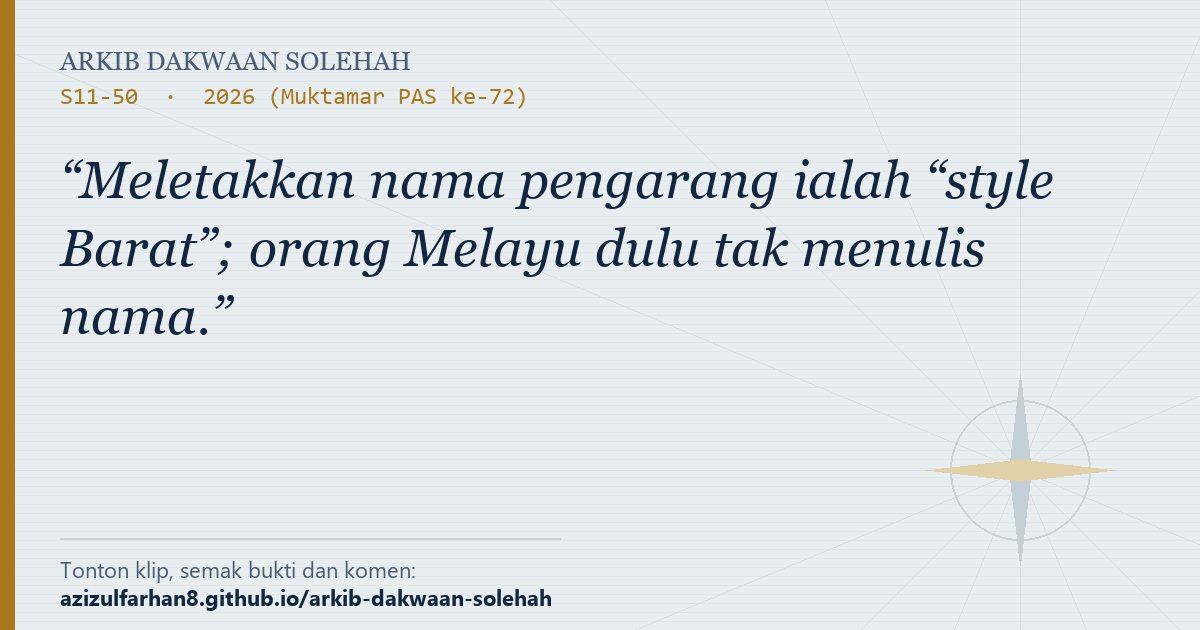 ARKIB DAKWAAN SOLEHAH
S11-50 · 2026 (Muktamar PAS ke-72)
“Meletakkan nama pengarang ialah “style
Barat”; orang Melayu dulu tak menulis
nama.”
Tonton klip, semak bukti dan komen:
azizulfarhan8.github.io/arkib-dakwaan-solehah